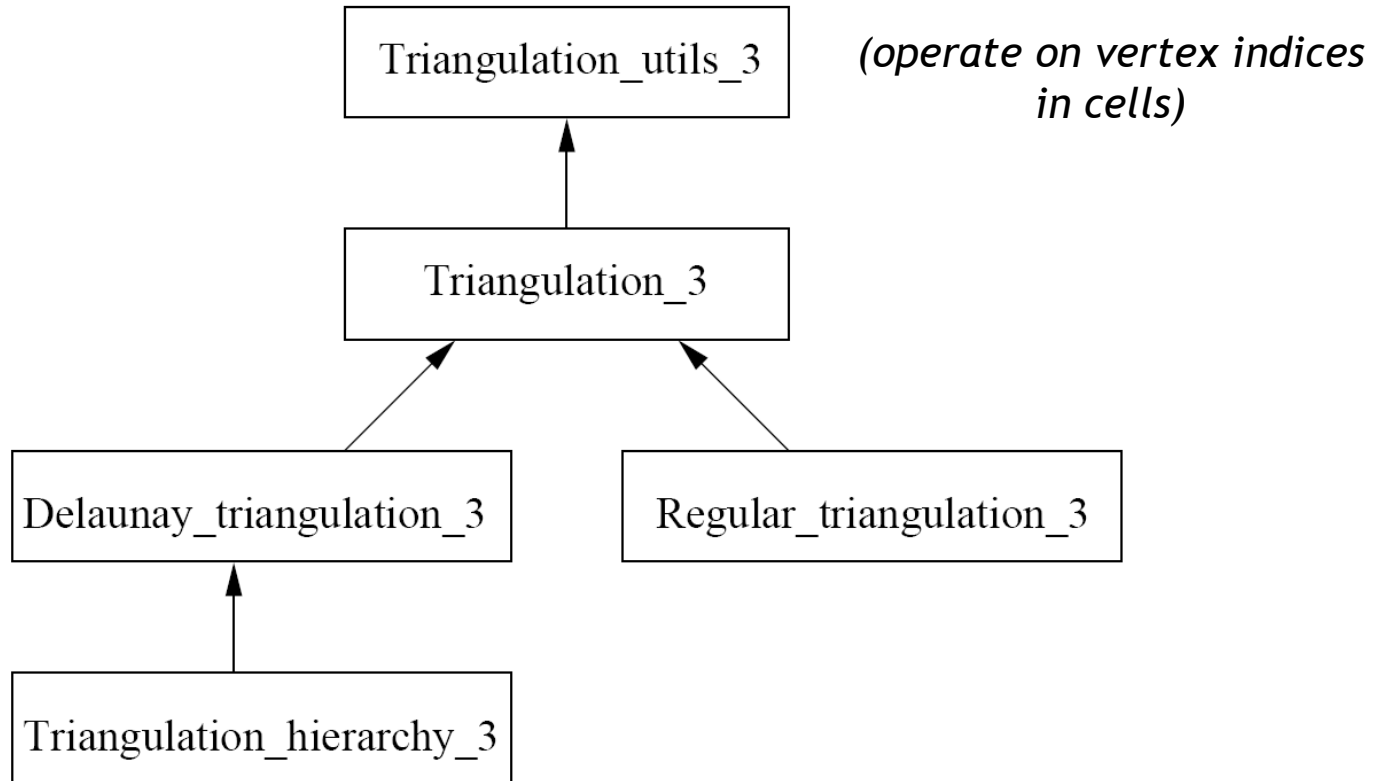 Triangulation_utils_3
(operate on vertex indices
in cells)
Triangulation_3
Delaunay_triangulation_3
Regular_triangulation_3
Triangulation_hierarchy_3